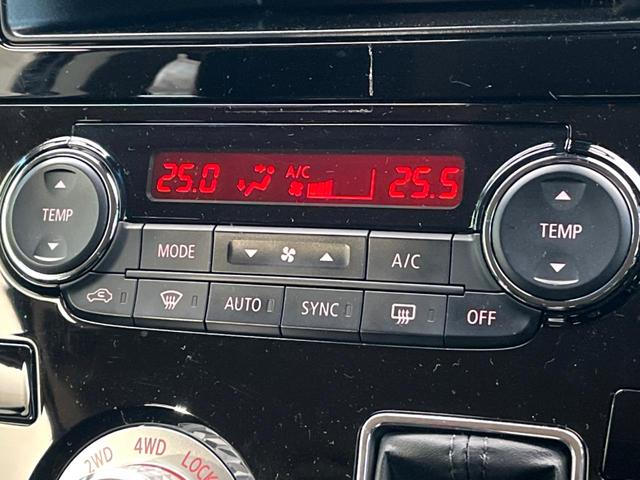 25.0 A/C 25.5
TEMP MODE A/C TEMP
AUTO SYNC OFF
2WD 4WD LOCK